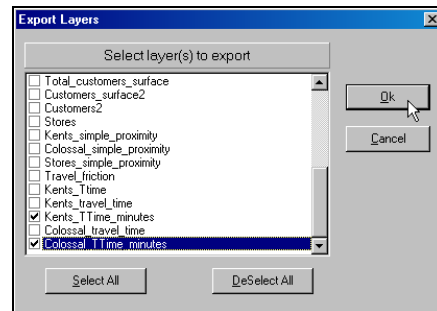 Export Layers
Select layer(s) to export
Total_customers_surface
Customers_surface2
Customers2
Stores
Kents_simple_proximity
Colossal_simple_proximity
Stores_simple_proximity
Travel_friction
Kents_Ttime
Kents_travel_time
Kents_TTime_minutes
Colossal_travel_time
Colossal_TTime_minutes
Ok
Cancel
Select All
DeSelect All